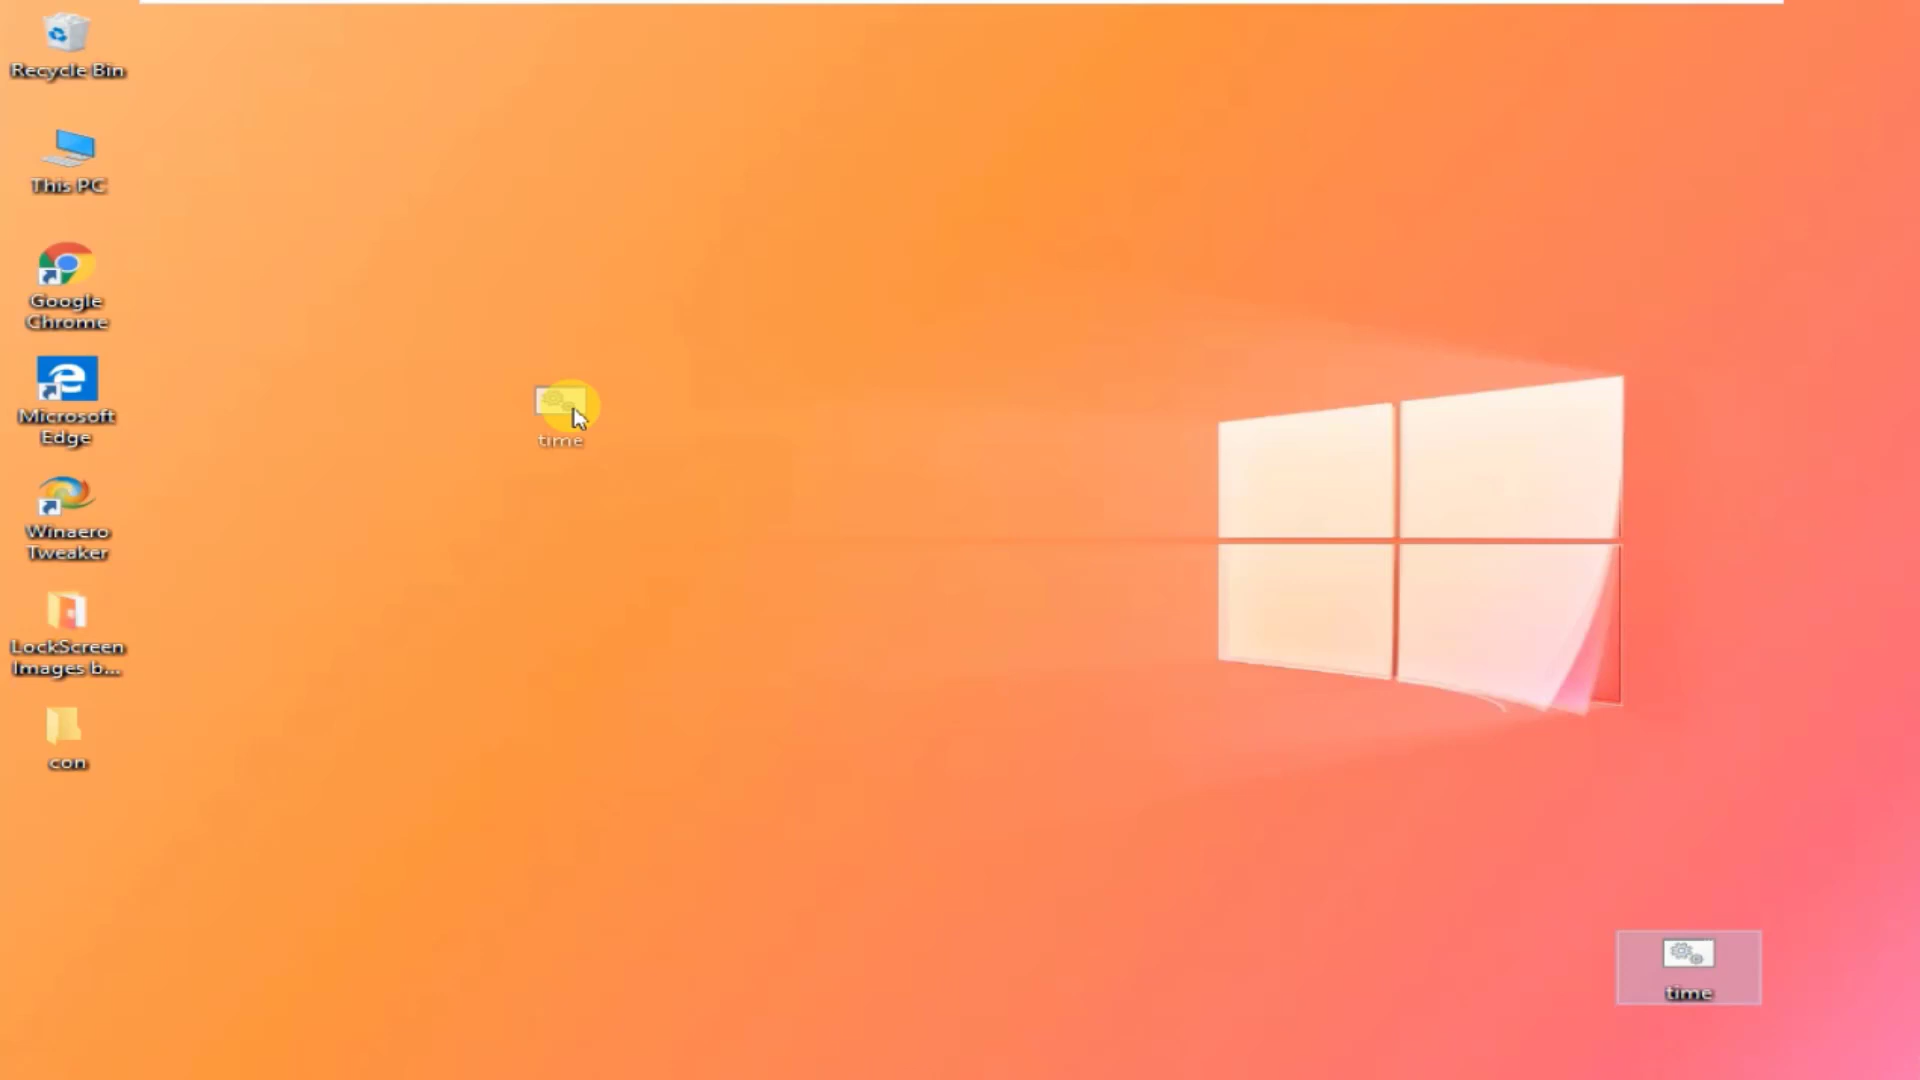 Recycle Bin
This PC
Google
Chrome
Microsoft
Edge
Winaero
Tweaker
LockScreen
Images b...
con
time
time